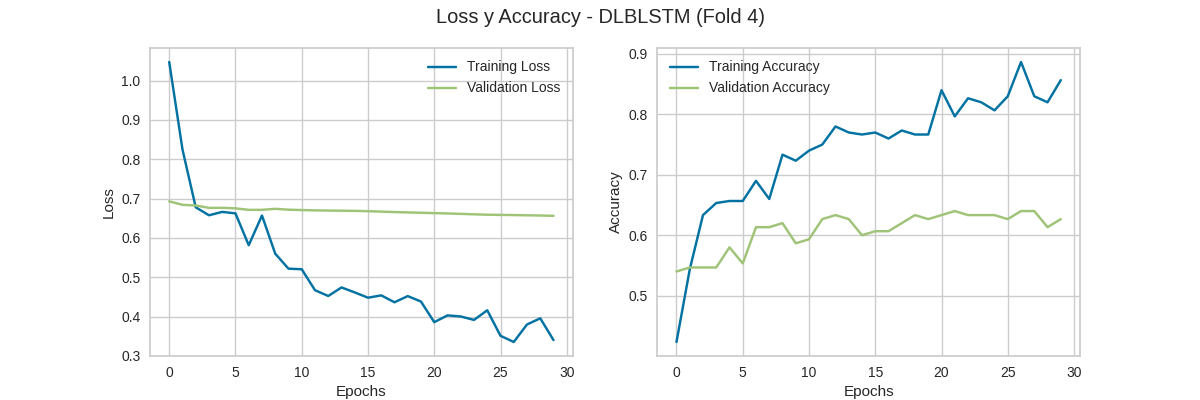 Loss y Accuracy - DLBLSTM (Fold 4)
Training Loss
Validation Loss
1.0
0.9
0.8
0.7
0.6
0.5
0.4
0.3
Loss
0 5 10 15 20 25 30
Epochs
Training Accuracy
Validation Accuracy
0.9
0.8
0.7
0.6
0.5
Accuracy
0 5 10 15 20 25 30
Epochs